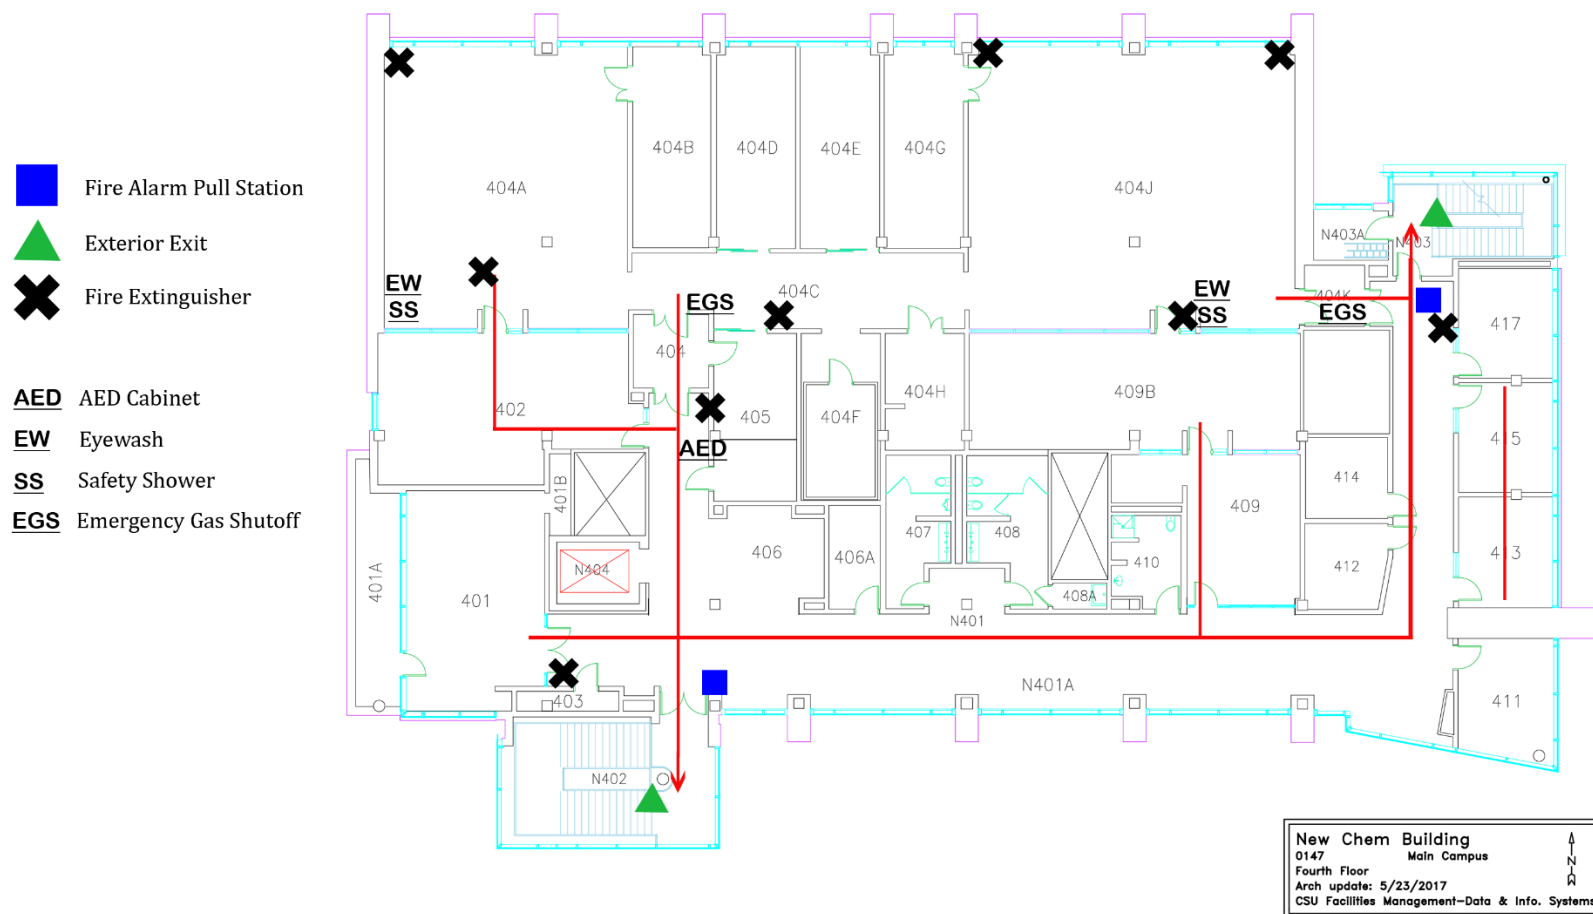 Fire Alarm Pull Station
Exterior Exit
Fire Extinguisher
AED AED Cabinet
EW Eyewash
SS Safety Shower
EGS Emergency Gas Shutoff
404B
404D
404E
404G
404A
404J
N403A
N403
EW
SS
404C
EGS
EW
SS
404K
EGS
417
404
405
404F
404H
409B
402
415
AED
401B
414
409
407
408
413
406
406A
410
412
N404
401A
401
408A
N401
403
N401A
411
N402
New Chem Building
0147 Main Campus
Fourth Floor
Arch update: 5/23/2017
CSU Facilities Management-Data & Info. Systems
N